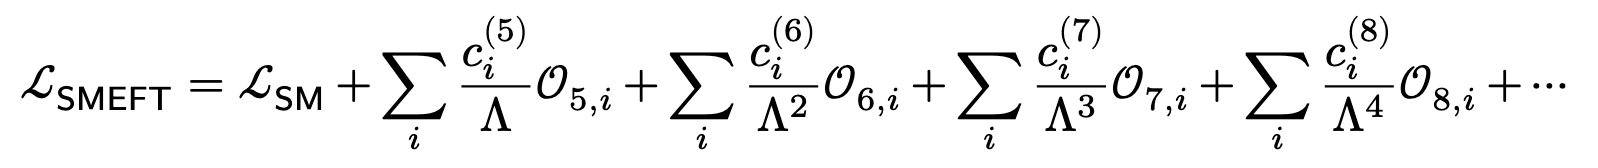 ℒ_SMEFT = ℒ_SM + ∑_i c_i^(5)/Λ 𝒪_5,i + ∑_i c_i^(6)/Λ^2 𝒪_6,i + ∑_i c_i^(7)/Λ^3 𝒪_7,i + ∑_i c_i^(8)/Λ^4 𝒪_8,i + ⋯